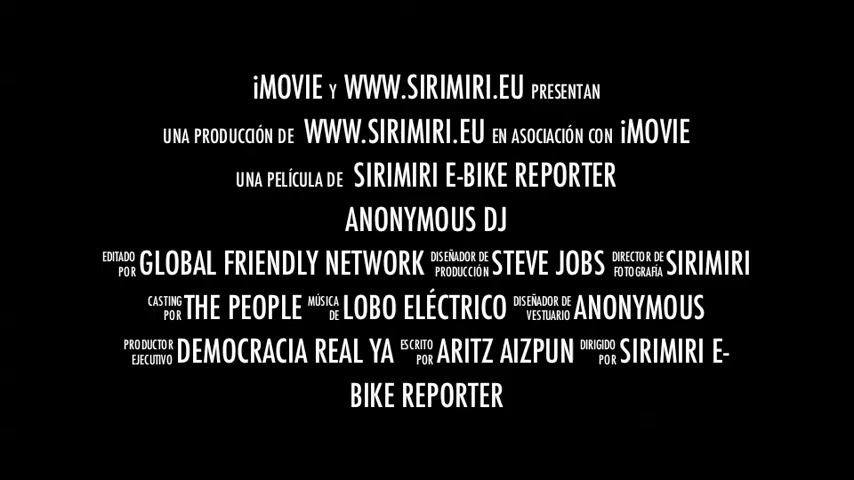 iMOVIE Y WWW.SIRIMIRI.EU PRESENTAN
UNA PRODUCCIÓN DE WWW.SIRIMIRI.EU EN ASOCIACIÓN CON iMOVIE
UNA PELÍCULA DE SIRIMIRI E-BIKE REPORTER
ANONYMOUS DJ
EDITADO POR GLOBAL FRIENDLY NETWORK DISEÑADOR DE PRODUCCIÓN STEVE JOBS DIRECTOR DE FOTOGRAFÍA SIRIMIRI
CASTING POR THE PEOPLE MÚSICA DE LOBO ELÉCTRICO DISEÑADOR DE VESTUARIO ANONYMOUS
PRODUCTOR EJECUTIVO DEMOCRACIA REAL YA ESCRITO POR ARITZ AIZPUN DIRIGIDO POR SIRIMIRI E-
BIKE REPORTER